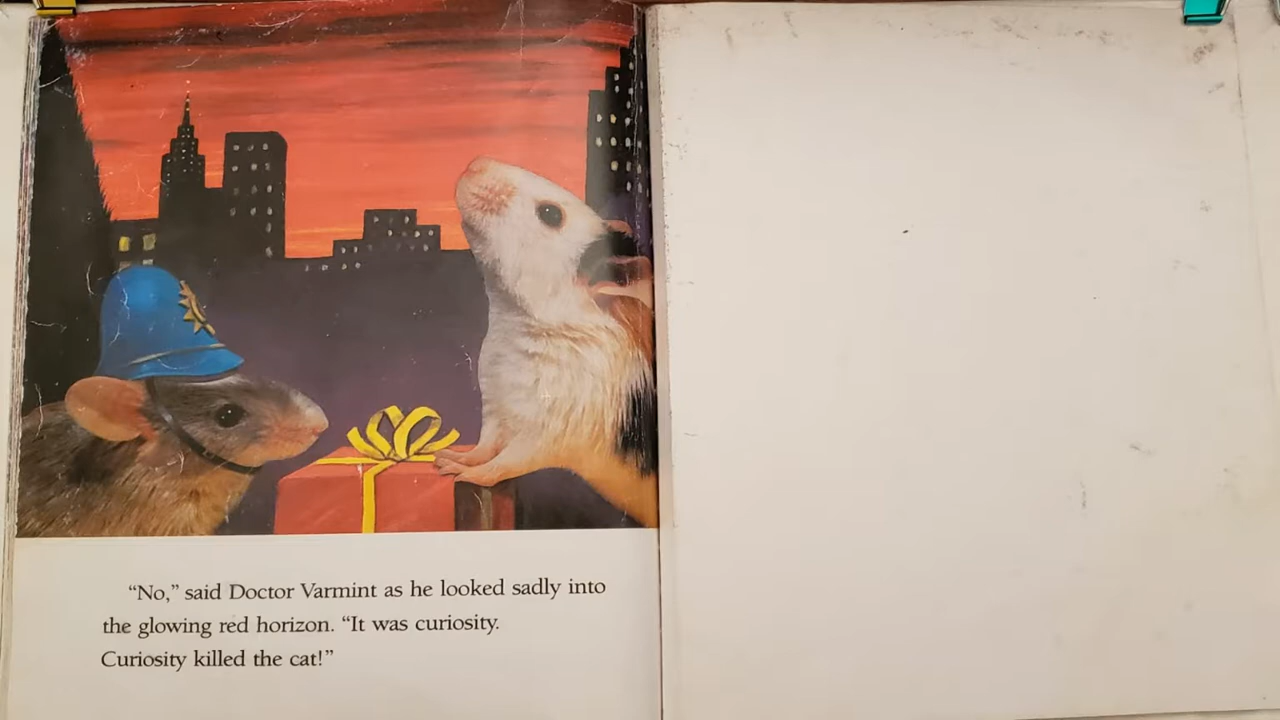 “No,” said Doctor Varmint as he looked sadly into
the glowing red horizon. “It was curiosity.
Curiosity killed the cat!”